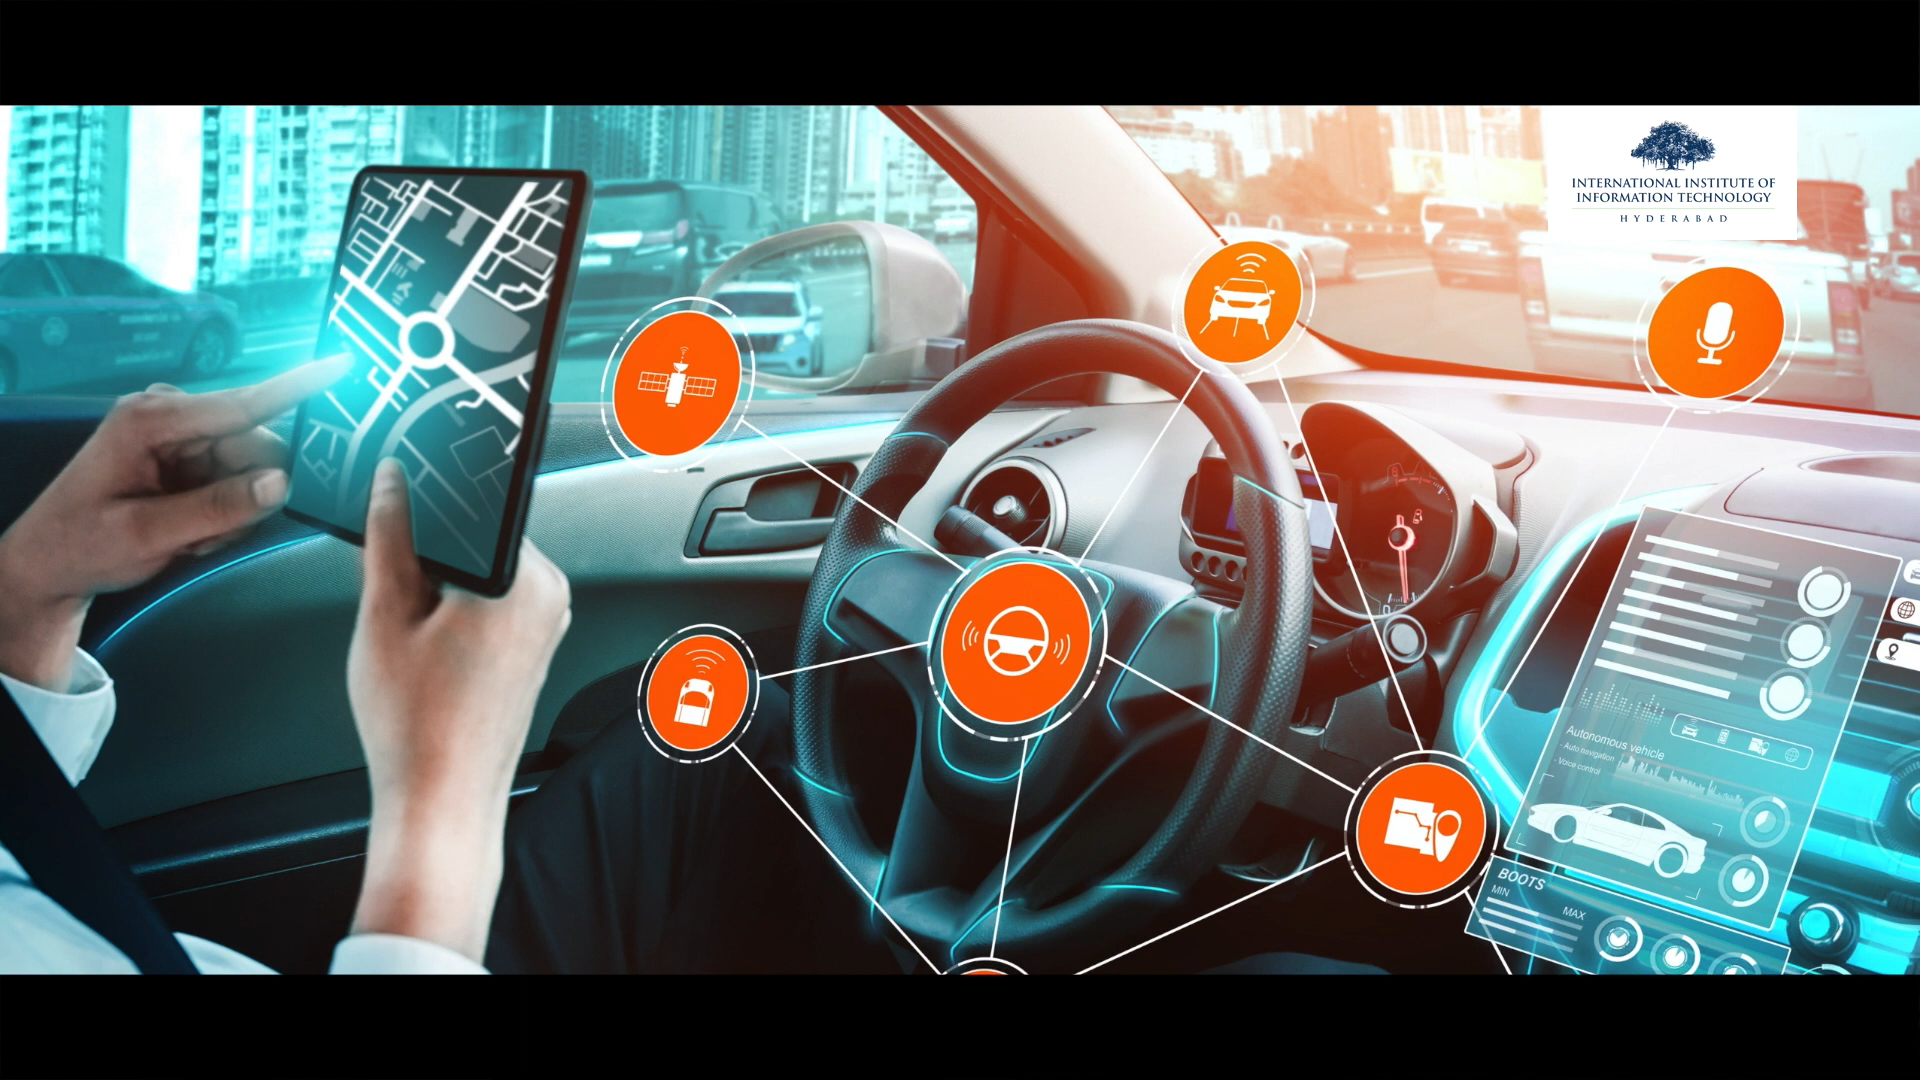 INTERNATIONAL INSTITUTE OF
INFORMATION TECHNOLOGY
HYDERABAD
Autonomous vehicle
- Auto navigation
- Voice control
BOOTS
MIN
MAX